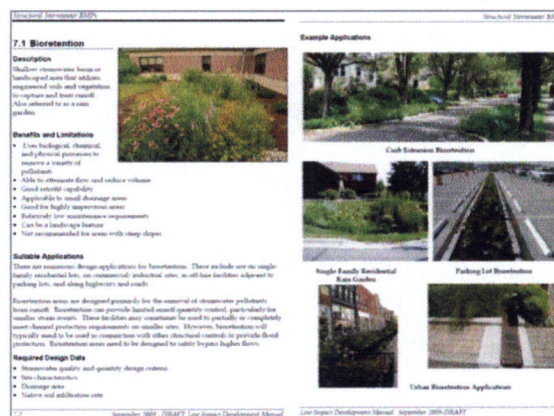 Structural Stormwater BMPs
7.1 Bioretention
Description
Shallow stormwater basin or
landscaped area that utilizes
engineered soils and vegetation
to capture and treat runoff.
Also referred to as a rain
garden.
Benefits and Limitations
• Uses biological, chemical,
and physical processes to
remove a variety of
pollutants
• Able to attenuate flow and reduce volume
• Good retrofit capability
• Applicable to small drainage areas
• Good for highly impervious areas
• Relatively low maintenance requirements
• Can be a landscape feature
• Not recommended for areas with steep slopes
Suitable Applications
There are numerous design applications for bioretention. These include use on single-
family residential lots, on commercial/industrial sites, as off-line facilities adjacent to
parking lots, and along highways and roads.
Bioretention areas are designed primarily for the removal of stormwater pollutants
from runoff. Bioretention can provide limited runoff quantity control, particularly for
smaller storm events. These facilities may sometimes be used to partially or completely
meet channel protection requirements on smaller sites. However, bioretention will
typically need to be used in conjunction with other structural controls to provide flood
protection. Bioretention areas need to be designed to safely bypass higher flows.
Required Design Data
• Stormwater quality and quantity design criteria
• Site characterization
• Drainage area
• Native soil infiltration rate
September 2009 - DRAFT Low Impact Development Manual
Structural Stormwater BM
Example Applications
Curb Extension Bioretention
Single Family Residential
Rain Garden
Parking Lot Bioretention
Urban Bioretention Applications
Low Impact Development Manual September 2009-DRAFT